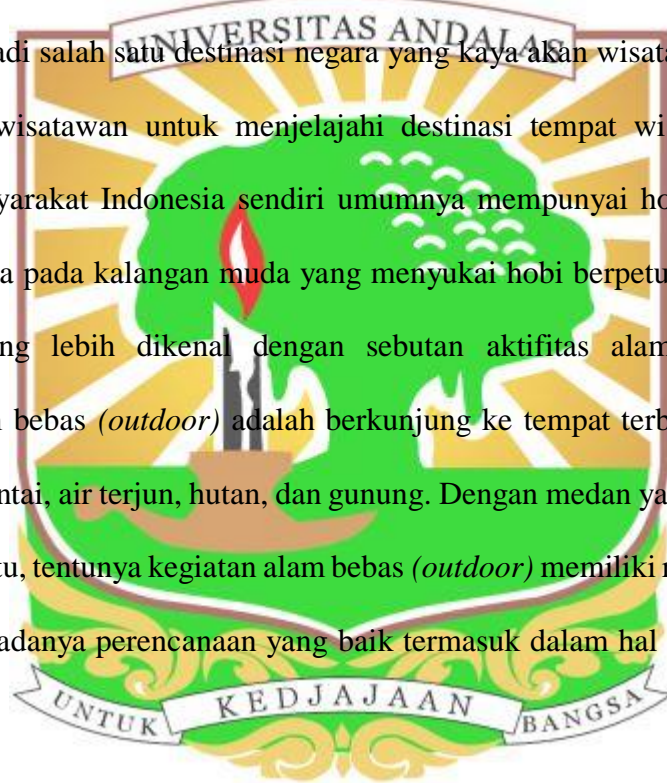 UNIVERSITAS ANDALAS
adi salah satu destinasi negara yang kaya akan wisata
wisatawan untuk menjelajahi destinasi tempat wi
yarakat Indonesia sendiri umumnya mempunyai ho
a pada kalangan muda yang menyukai hobi berpetu
ng lebih dikenal dengan sebutan aktifitas alam
n bebas (outdoor) adalah berkunjung ke tempat terb
ntai, air terjun, hutan, dan gunung. Dengan medan ya
tu, tentunya kegiatan alam bebas (outdoor) memiliki r
adanya perencanaan yang baik termasuk dalam hal
UNTUK KEDJAJAAN BANGSA